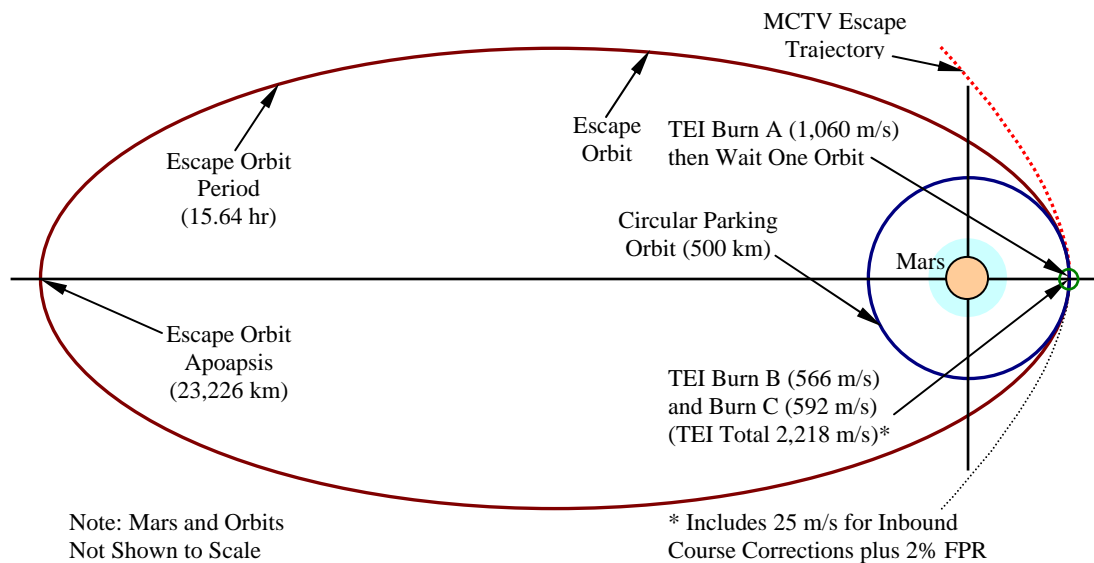 MCTV Escape
Trajectory
TEI Burn A (1,060 m/s)
then Wait One Orbit
Escape
Orbit
Escape Orbit
Period
(15.64 hr)
Circular Parking
Orbit (500 km)
Mars
Escape Orbit
Apoapsis
(23,226 km)
TEI Burn B (566 m/s)
and Burn C (592 m/s)
(TEI Total 2,218 m/s)*
Note: Mars and Orbits
Not Shown to Scale
* Includes 25 m/s for Inbound
Course Corrections plus 2% FPR